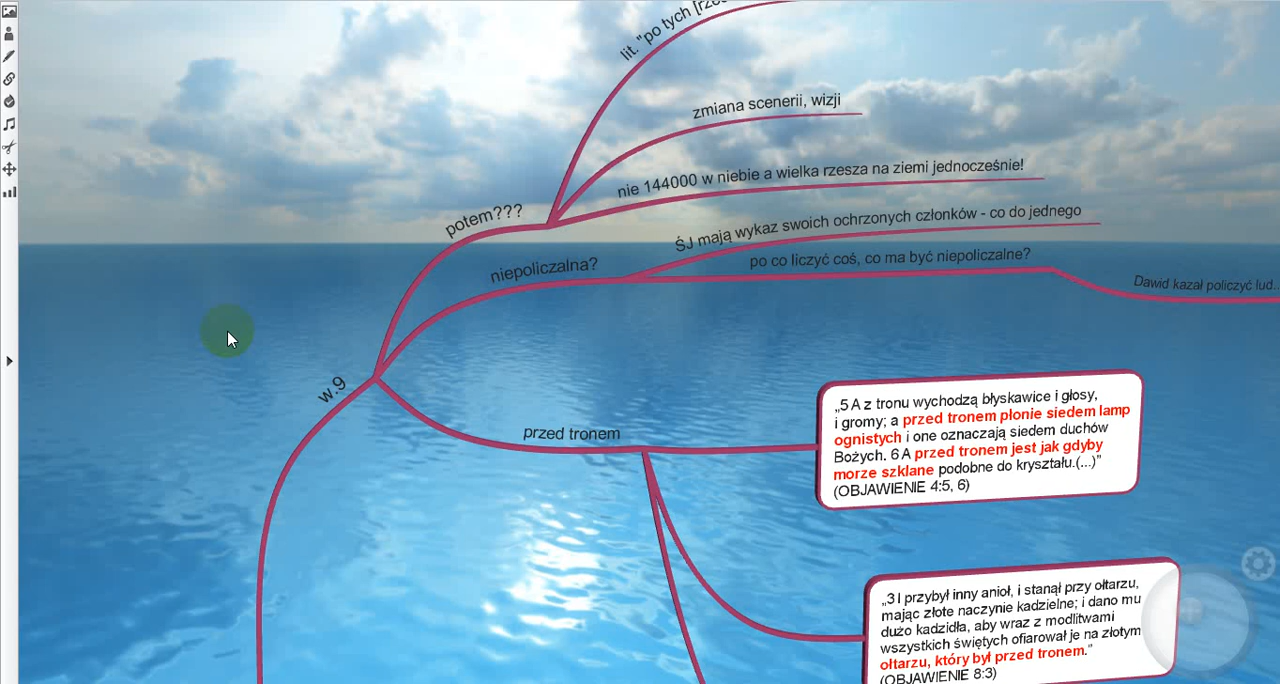 lit. "po tych
zmiana scenerii, wizji
nie 144000 w niebie a wielka rzesza na ziemi jednocześnie!
potem???
ŚJ mają wykaz swoich ochrzonych członków - co do jednego
niepoliczalna?
po co liczyć coś, co ma być niepoliczalne?
Dawid kazał policzyć lud...
w.9
przed tronem
„5 A z tronu wychodzą błyskawice i głosy,
i gromy; a przed tronem płonie siedem lamp
ognistych i one oznaczają siedem duchów
Bożych. 6 A przed tronem jest jak gdyby
morze szklane podobne do kryształu.(...)”
(OBJAWIENIE 4:5, 6)
„3 I przybył inny anioł, i stanął przy ołtarzu,
mając złote naczynie kadzielne; i dano mu
dużo kadzidła, aby wraz z modlitwami
wszystkich świętych ofiarował je na złotym
ołtarzu, który był przed tronem.”
(OBJAWIENIE 8:3)